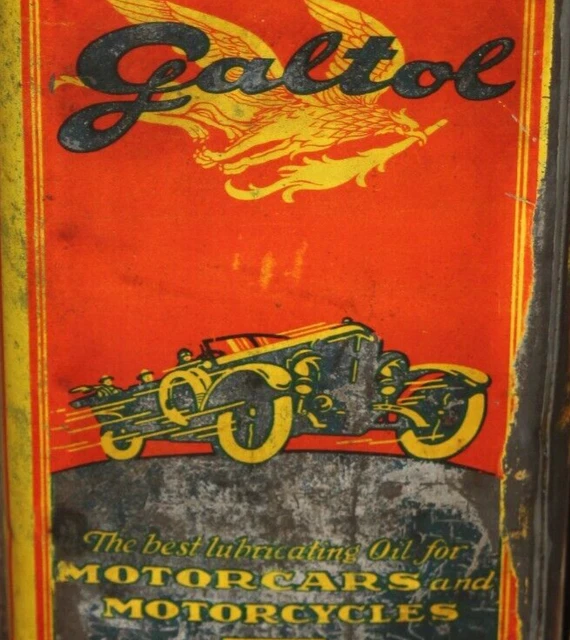 Galtol
The best lubricating Oil for
MOTORCARS and
MOTORCYCLES